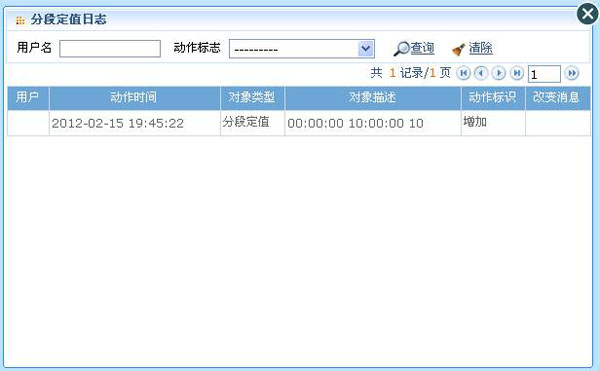 分段定值日志
用户名 动作标志 --------- 查询 清除
共 1 记录/1 页 1
用户 动作时间 对象类型 对象描述 动作标识 改变消息
2012-02-15 19:45:22 分段定值 00:00:00 10:00:00 10 增加